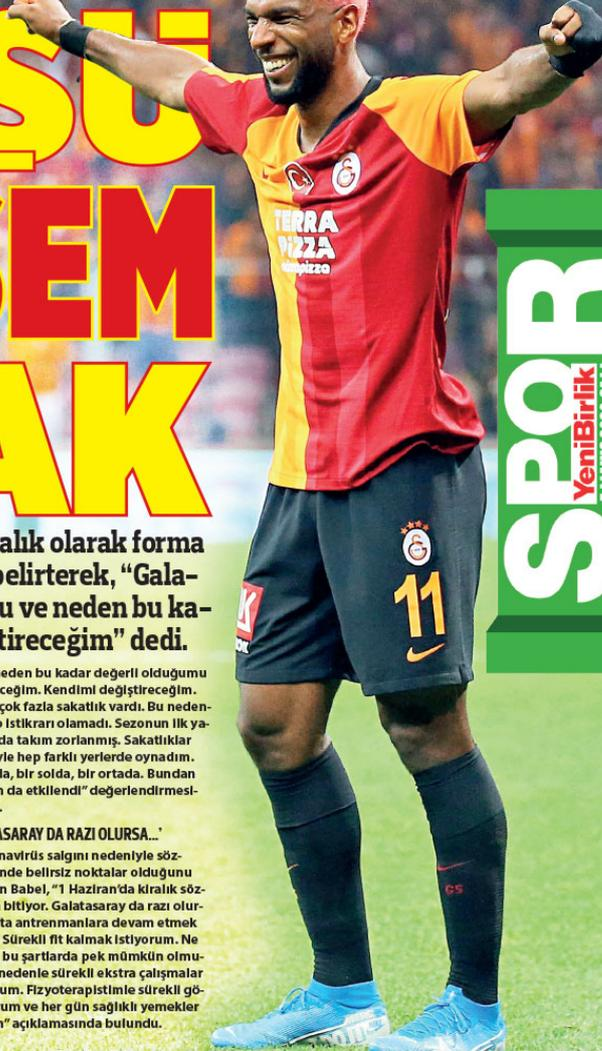 ŞÜ
SEM
AK
alık olarak forma
belirterek, “Gala-
u ve neden bu ka-
tireceğim” dedi.
neden bu kadar değerli olduğumu
ceğim. Kendimi değiştireceğim.
çok fazla sakatlık vardı. Bu neden-
o istikrarı olamadı. Sezonun ilk ya-
da takım zorlanmış. Sakatlıklar
yle hep farklı yerlerde oynadım.
da, bir solda, bir ortada. Bundan
n da etkilendi” değerlendirmesi-
ASARAY DA RAZI OLURSA...’
navirüs salgını nedeniyle söz-
nde belirsiz noktalar olduğunu
n Babel, “1 Haziran’da kiralık söz-
bitiyor. Galatasaray da razı olur-
ta antrenmanlara devam etmek
Sürekli fit kalmak istiyorum. Ne
bu şartlarda pek mümkün olmu-
nedenle sürekli ekstra çalışmalar
um. Fizyoterapistimle sürekli gö-
rum ve her gün sağlıklı yemekler
” açıklamasında bulundu.
TERRA
PİZZA
11
GS
SPOR
YeniBirlik